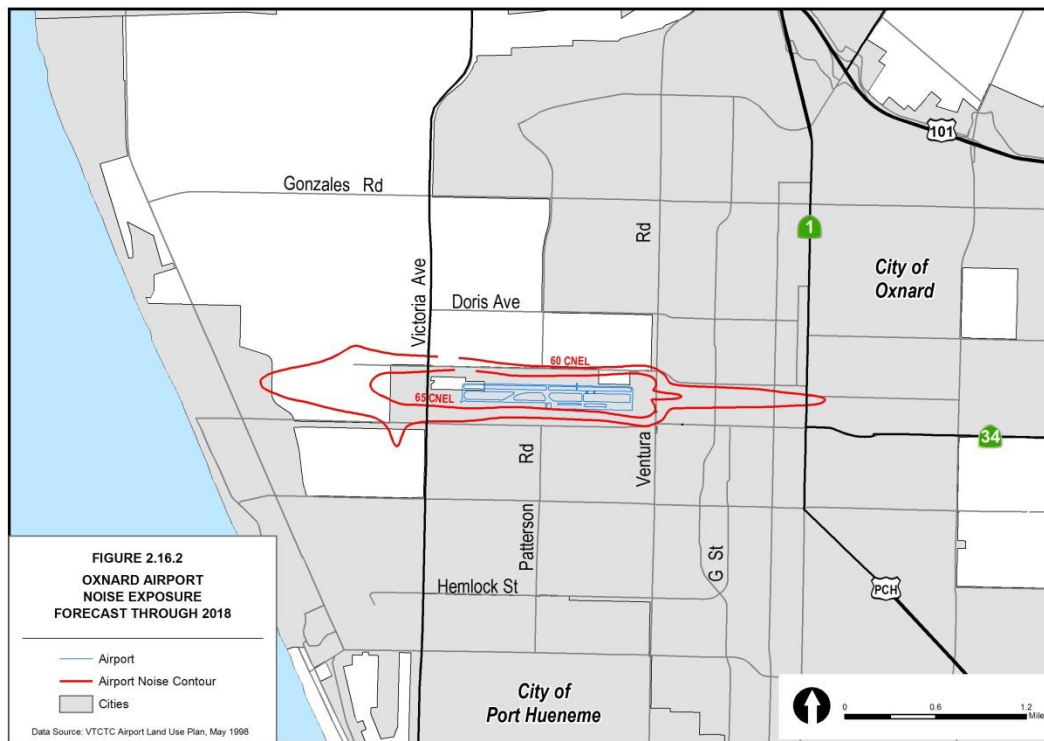 101
Gonzales Rd
Rd
1
City of
Oxnard
Victoria Ave
Doris Ave
60 CNEL
65 CNEL
34
Rd
Patterson
Ventura
G St
Hemlock St
PCH
City of
Port Hueneme
FIGURE 2.16.2
OXNARD AIRPORT
NOISE EXPOSURE
FORECAST THROUGH 2018
Airport
Airport Noise Contour
Cities
Data Source: VTCTC Airport Land Use Plan, May 1998
0 0.6 1.2
Mile